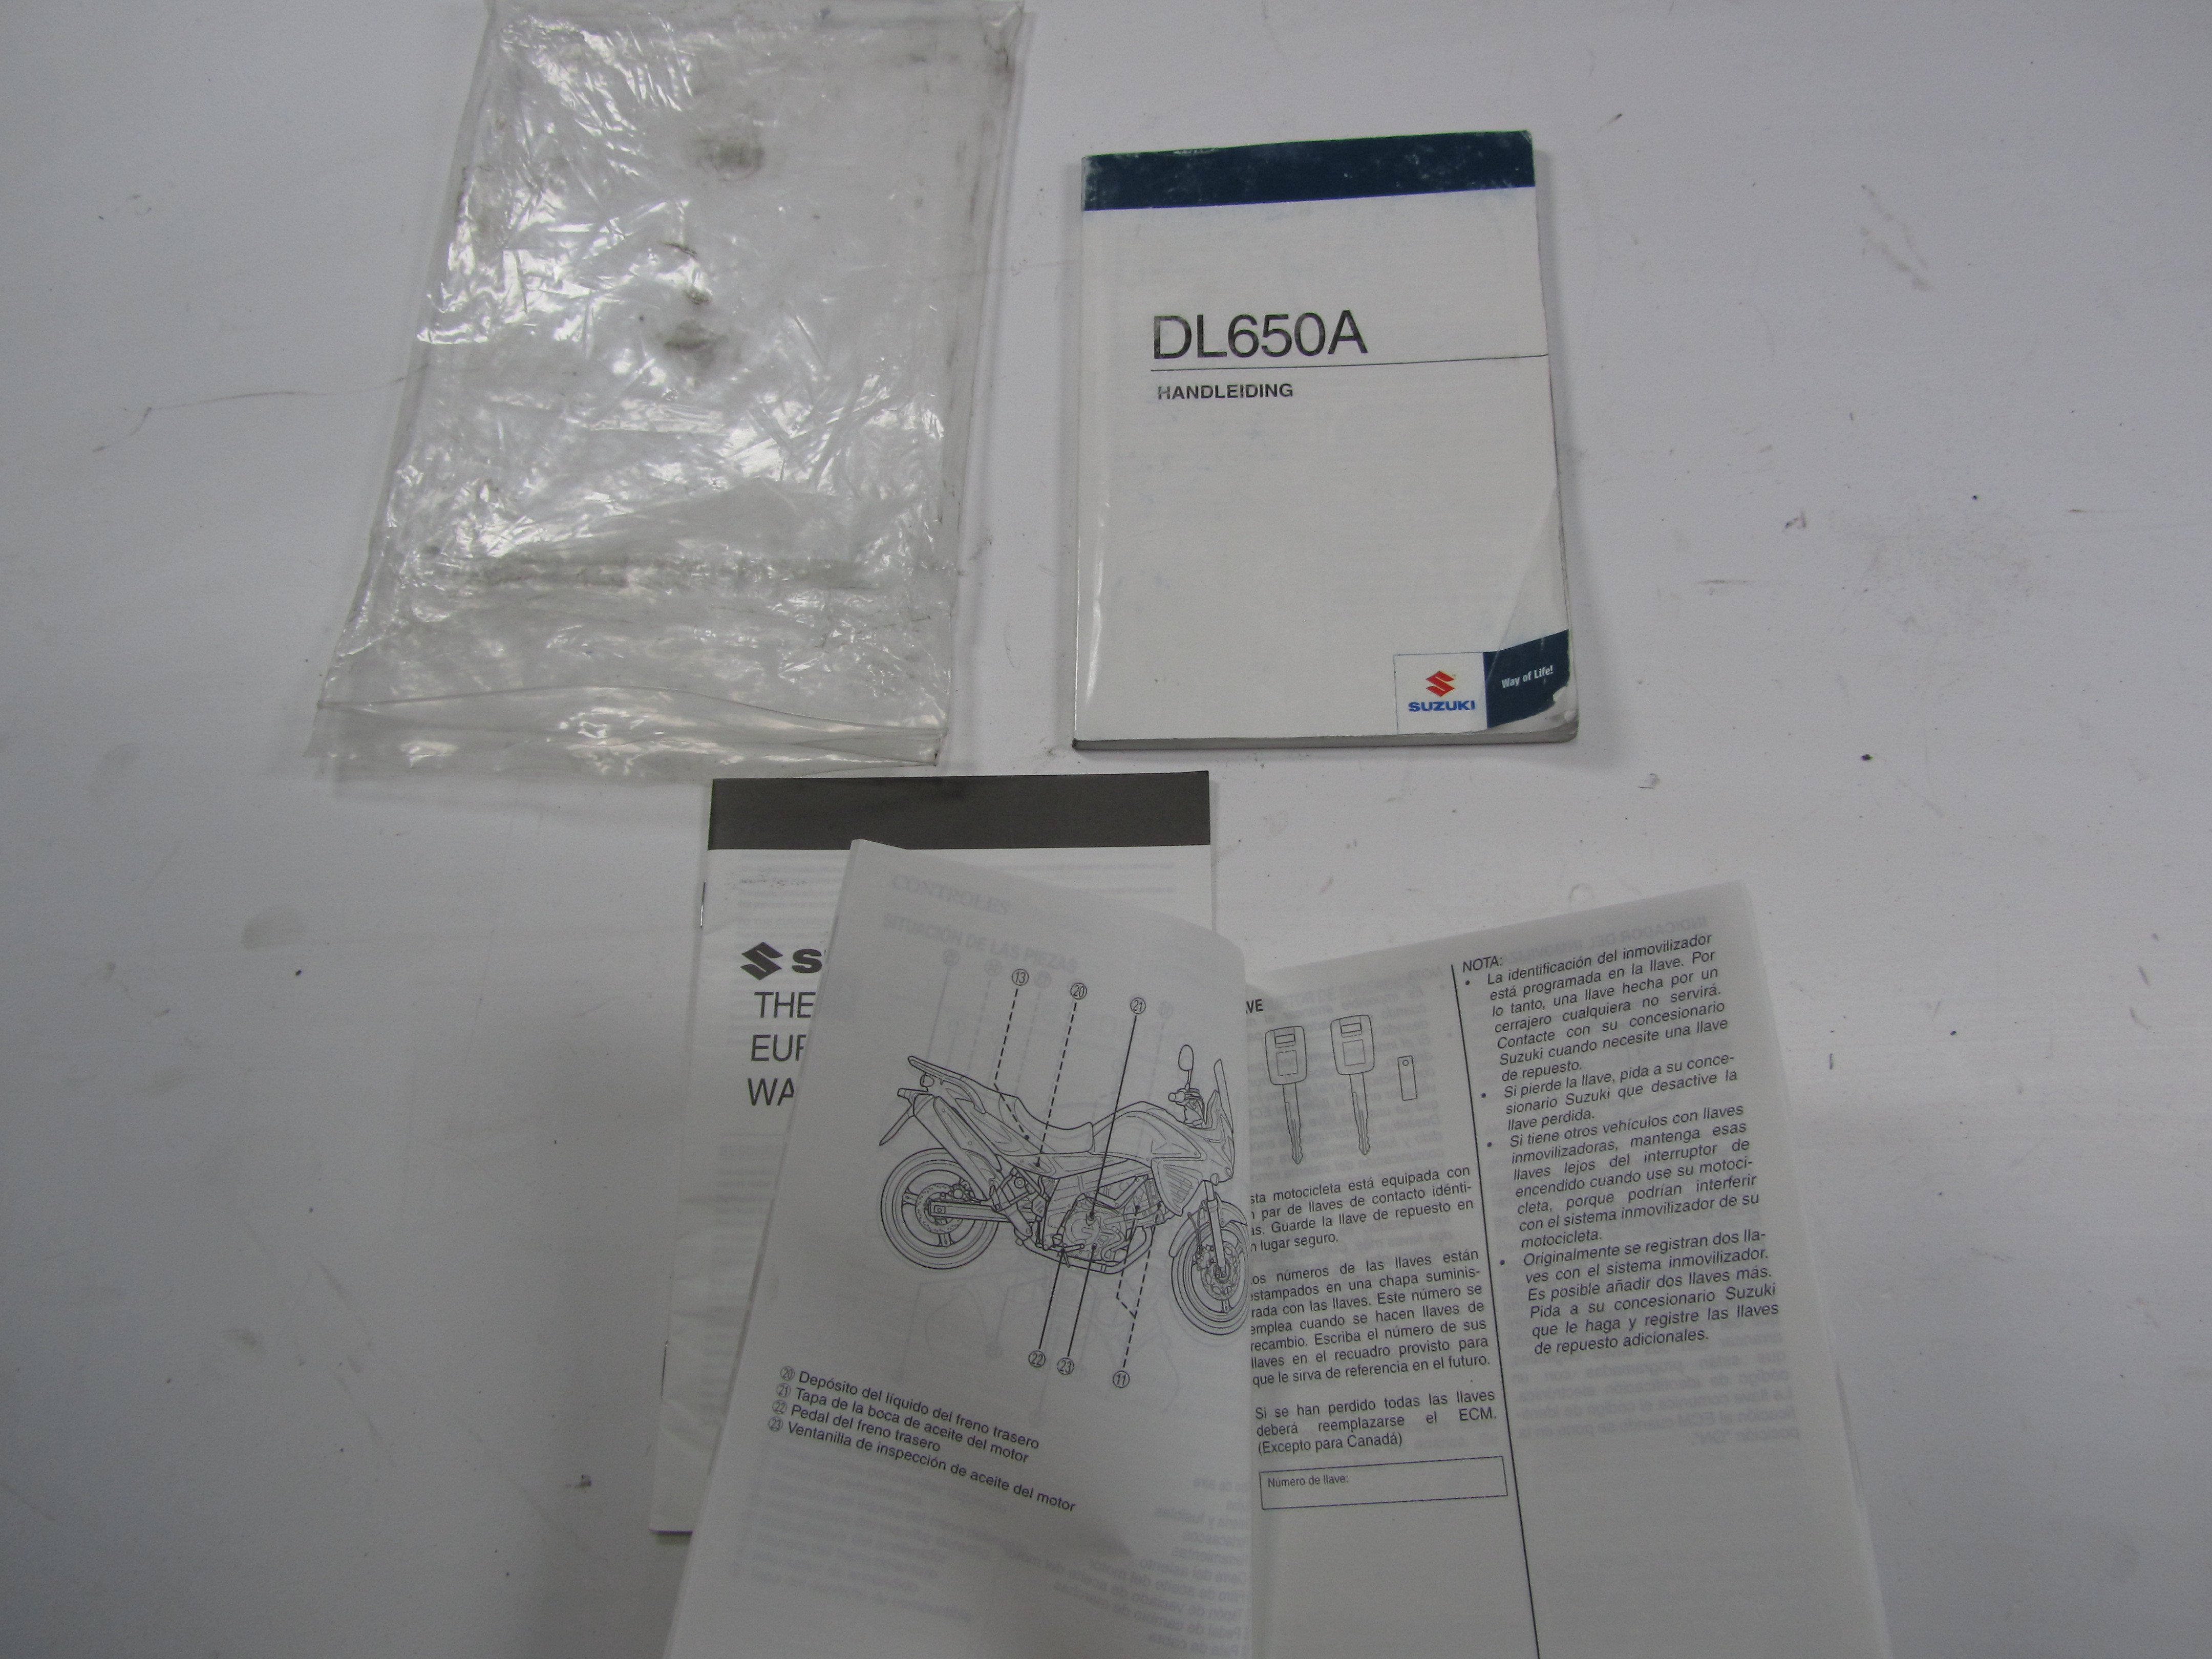 DL650A
HANDLEIDING
SUZUKI
Way of Life!
THE
CONTROLES
SITUACIÓN DE LAS PIEZAS
⑬
⑳
㉑
㉒
㉓
⑪
⑳ Depósito del líquido del freno trasero
㉑ Tapa de la boca de aceite del motor
㉒ Pedal del freno trasero
㉓ Ventanilla de inspección de aceite del motor
motocicleta está equipada con
par de llaves de contacto idénti-
Guarde la llave de repuesto en
lugar seguro.
números de las llaves están
estampados en una chapa suminis-
con las llaves. Este número se
emplea cuando se hacen llaves de
recambio. Escriba el número de sus
llaves en el recuadro provisto para
que le sirva de referencia en el futuro.
Si se han perdido todas las llaves
deberá reemplazarse el ECM.
(Excepto para Canadá)
Número de llave:
NOTA:
• La identificación del inmovilizador
está programada en la llave. Por
lo tanto, una llave hecha por un
cerrajero cualquiera no servirá.
Contacte con su concesionario
Suzuki cuando necesite una llave
de repuesto.
• Si pierde la llave, pida a su conce-
sionario Suzuki que desactive la
llave perdida.
• Si tiene otros vehículos con llaves
inmovilizadoras, mantenga esas
llaves lejos del interruptor de
encendido cuando use su motoci-
cleta, porque podrían interferir
con el sistema inmovilizador de su
motocicleta.
• Originalmente se registran dos lla-
ves con el sistema inmovilizador.
Es posible añadir dos llaves más.
Pida a su concesionario Suzuki
que le haga y registre las llaves
de repuesto adicionales.